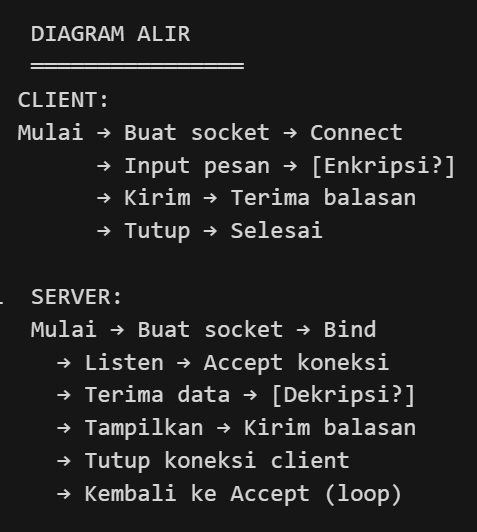 DIAGRAM ALIR
════════════════
CLIENT:
Mulai → Buat socket → Connect
→ Input pesan → [Enkripsi?]
→ Kirim → Terima balasan
→ Tutup → Selesai
SERVER:
Mulai → Buat socket → Bind
→ Listen → Accept koneksi
→ Terima data → [Dekripsi?]
→ Tampilkan → Kirim balasan
→ Tutup koneksi client
→ Kembali ke Accept (loop)